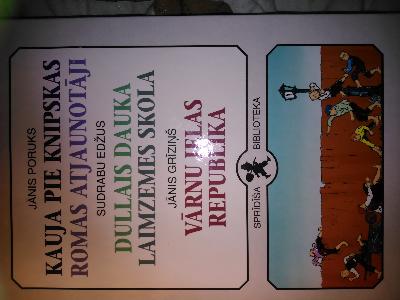 JĀNIS PORUKS
KAUJA PIE KNIPSKAS
ROMAS ATJAUNOTĀJI
SUDRABU EDŽUS
DULLAIS DAUKA
LAIMZEMES SKOLA
JĀNIS GRĪZIŅŠ
VĀRNU IELAS
REPUBLIKA
SPRĪDĪŠA BIBLIOTĒKA